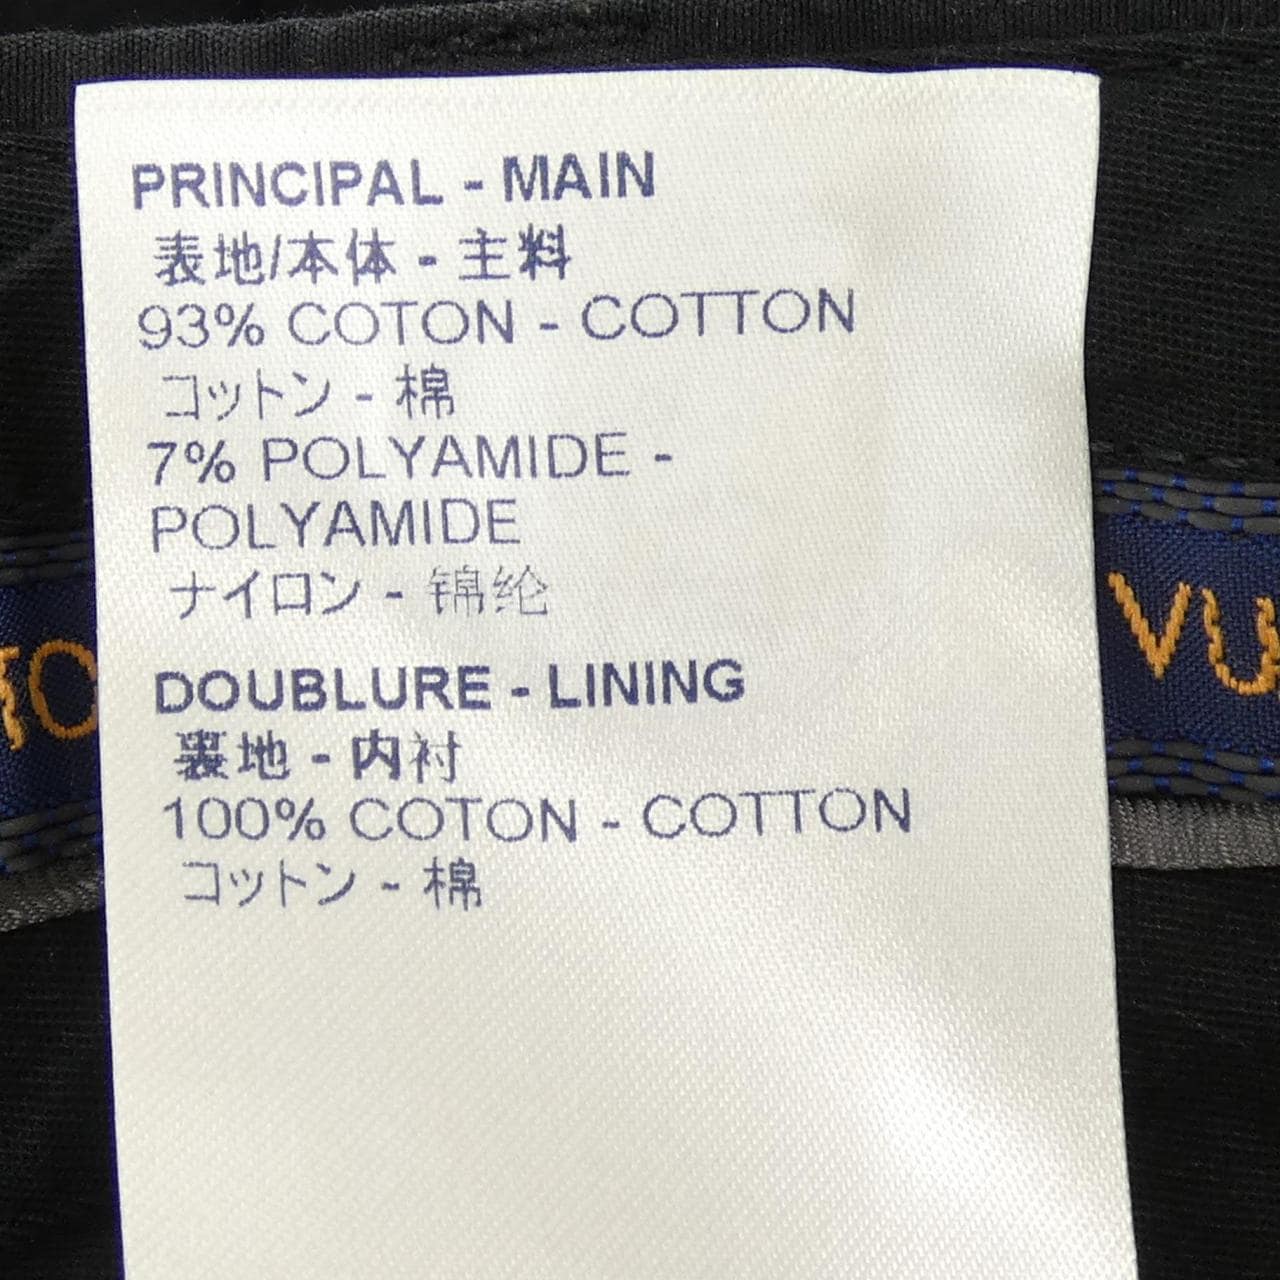 PRINCIPAL - MAIN
表地/本体 - 主料
93% COTON - COTTON
コットン - 棉
7% POLYAMIDE -
POLYAMIDE
ナイロン - 锦纶
DOUBLURE - LINING
裏地 - 内衬
100% COTON - COTTON
コットン - 棉
TO
VU